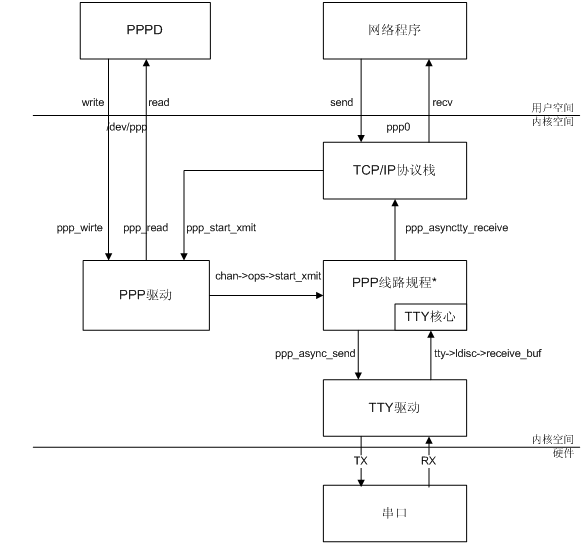 PPPD
网络程序
write
read
send
recv
用户空间
/dev/ppp
ppp0
内核空间
TCP/IP协议栈
ppp_wirte
ppp_read
ppp_start_xmit
ppp_asynctty_receive
chan->ops->start_xmit
PPP驱动
PPP线路规程*
TTY核心
ppp_async_send
tty->ldisc->receive_buf
TTY驱动
内核空间
硬件
TX
RX
串口